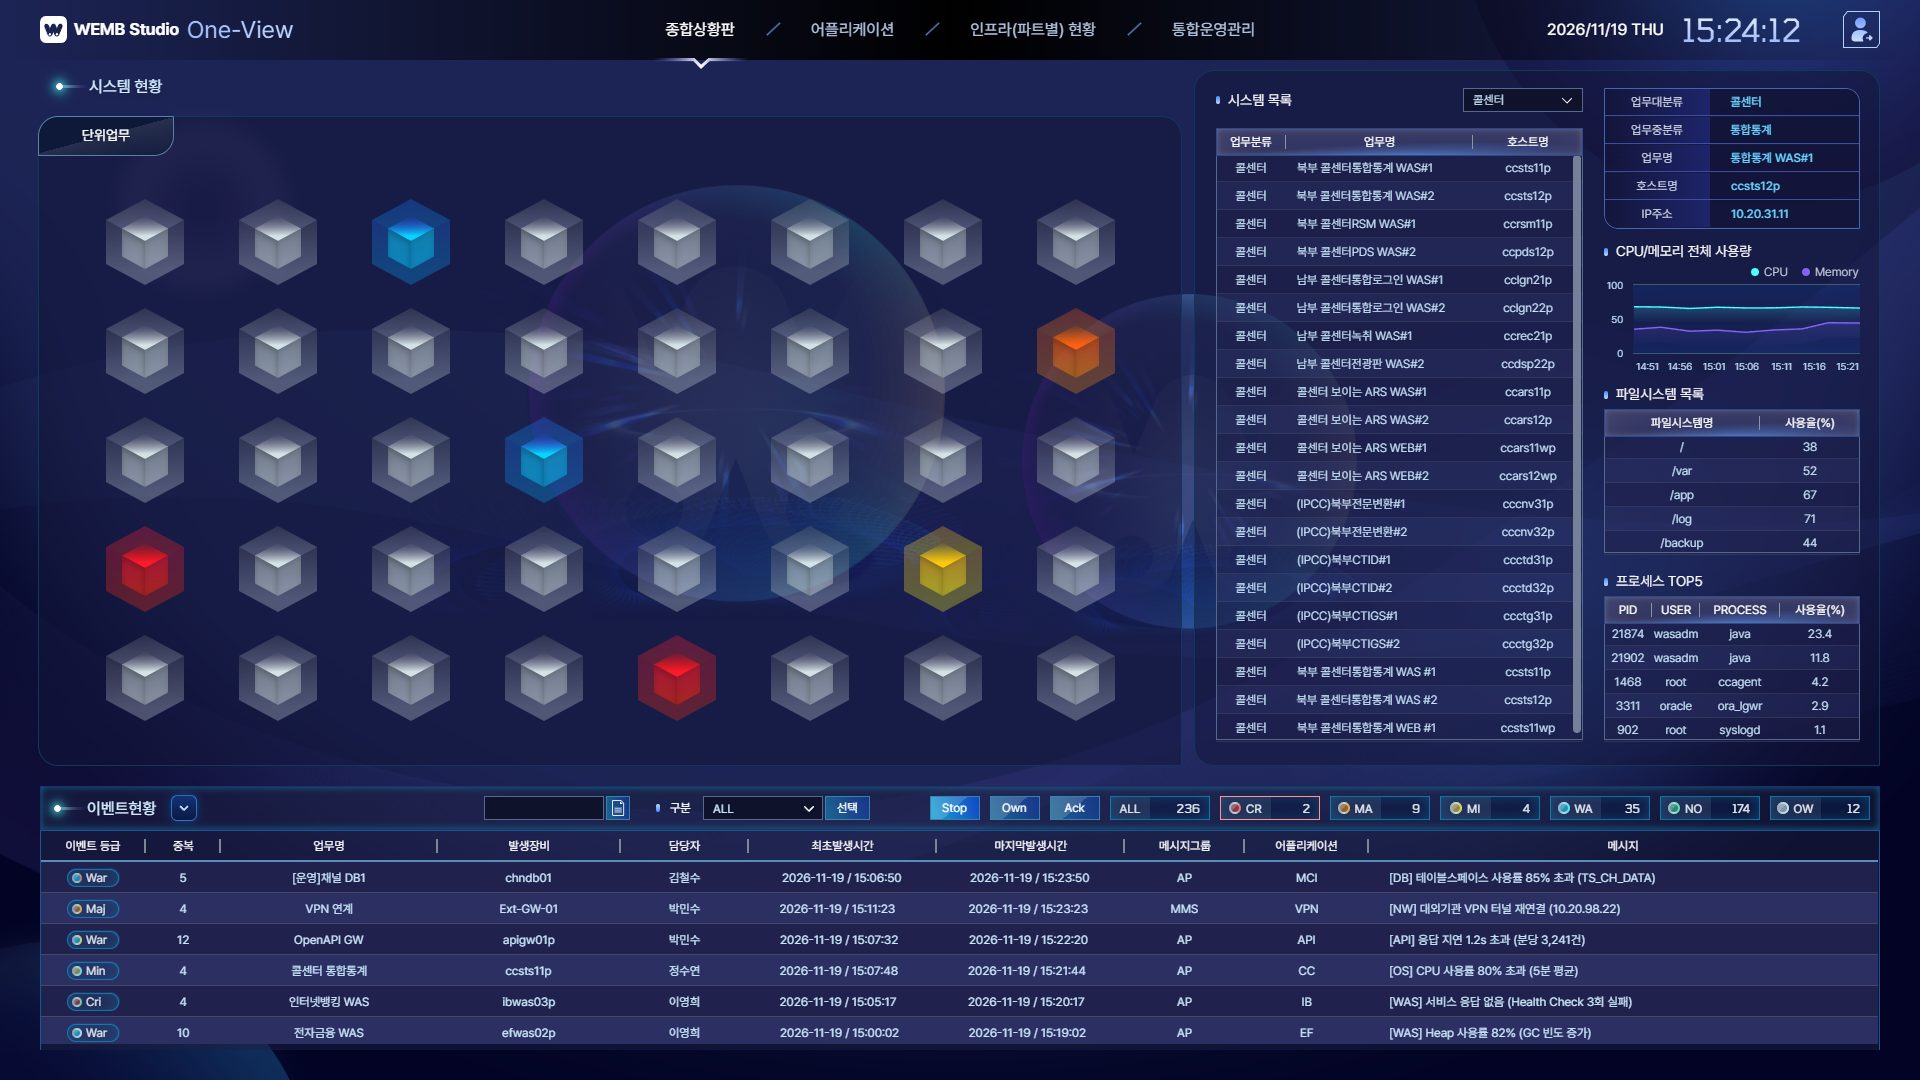 WEMB Studio One-View
종합상황판 / 어플리케이션 / 인프라(파트별) 현황 / 통합운영관리
2026/11/19 THU 15:24:12
시스템 현황
단위업무
시스템 목록
콜센터
업무분류 업무명 호스트명
콜센터 북부 콜센터통합통계 WAS#1 ccsts11p
콜센터 북부 콜센터통합통계 WAS#2 ccsts12p
콜센터 북부 콜센터RSM WAS#1 ccrsm11p
콜센터 북부 콜센터PDS WAS#2 ccpds12p
콜센터 남부 콜센터통합로그인 WAS#1 cclgn21p
콜센터 남부 콜센터통합로그인 WAS#2 cclgn22p
콜센터 남부 콜센터녹취 WAS#1 ccrec21p
콜센터 남부 콜센터전광판 WAS#2 ccdsp22p
콜센터 콜센터 보이는 ARS WAS#1 ccars11p
콜센터 콜센터 보이는 ARS WAS#2 ccars12p
콜센터 콜센터 보이는 ARS WEB#1 ccars11wp
콜센터 콜센터 보이는 ARS WEB#2 ccars12wp
콜센터 (IPCC)북부전문변환#1 cccnv31p
콜센터 (IPCC)북부전문변환#2 cccnv32p
콜센터 (IPCC)북부CTID#1 ccctd31p
콜센터 (IPCC)북부CTID#2 ccctd32p
콜센터 (IPCC)북부CTIGS#1 ccctg31p
콜센터 (IPCC)북부CTIGS#2 ccctg32p
콜센터 북부 콜센터통합통계 WAS #1 ccsts11p
콜센터 북부 콜센터통합통계 WAS #2 ccsts12p
콜센터 북부 콜센터통합통계 WEB #1 ccsts11wp
업무대분류 콜센터
업무중분류 통합통계
업무명 통합통계 WAS#1
호스트명 ccsts12p
IP주소 10.20.31.11
CPU/메모리 전체 사용량
CPU Memory
100
50
0
14:51 14:56 15:01 15:06 15:11 15:16 15:21
파일시스템 목록
파일시스템명 사용율(%)
/ 38
/var 52
/app 67
/log 71
/backup 44
프로세스 TOP5
PID USER PROCESS 사용율(%)
21874 wasadm java 23.4
21902 wasadm java 11.8
1468 root ccagent 4.2
3311 oracle ora_lgwr 2.9
902 root syslogd 1.1
이벤트현황 구분 ALL 선택 Stop Own Ack ALL 236 CR 2 MA 9 MI 4 WA 35 NO 174 OW 12
이벤트 등급 중복 업무명 발생장비 담당자 최초발생시간 마지막발생시간 메시지그룹 어플리케이션 메시지
War 5 [운영]채널 DB1 chndb01 김철수 2026-11-19 / 15:06:50 2026-11-19 / 15:23:50 AP MCI [DB] 테이블스페이스 사용률 85% 초과 (TS_CH_DATA)
Maj 4 VPN 연계 Ext-GW-01 박민수 2026-11-19 / 15:11:23 2026-11-19 / 15:23:23 MMS VPN [NW] 대외기관 VPN 터널 재연결 (10.20.98.22)
War 12 OpenAPI GW apigw01p 박민수 2026-11-19 / 15:07:32 2026-11-19 / 15:22:20 AP API [API] 응답 지연 1.2s 초과 (분당 3,241건)
Min 4 콜센터 통합통계 ccsts11p 정수연 2026-11-19 / 15:07:48 2026-11-19 / 15:21:44 AP CC [OS] CPU 사용률 80% 초과 (5분 평균)
Cri 4 인터넷뱅킹 WAS ibwas03p 이영희 2026-11-19 / 15:05:17 2026-11-19 / 15:20:17 AP IB [WAS] 서비스 응답 없음 (Health Check 3회 실패)
War 10 전자금융 WAS efwas02p 이영희 2026-11-19 / 15:00:02 2026-11-19 / 15:19:02 AP EF [WAS] Heap 사용률 82% (GC 빈도 증가)